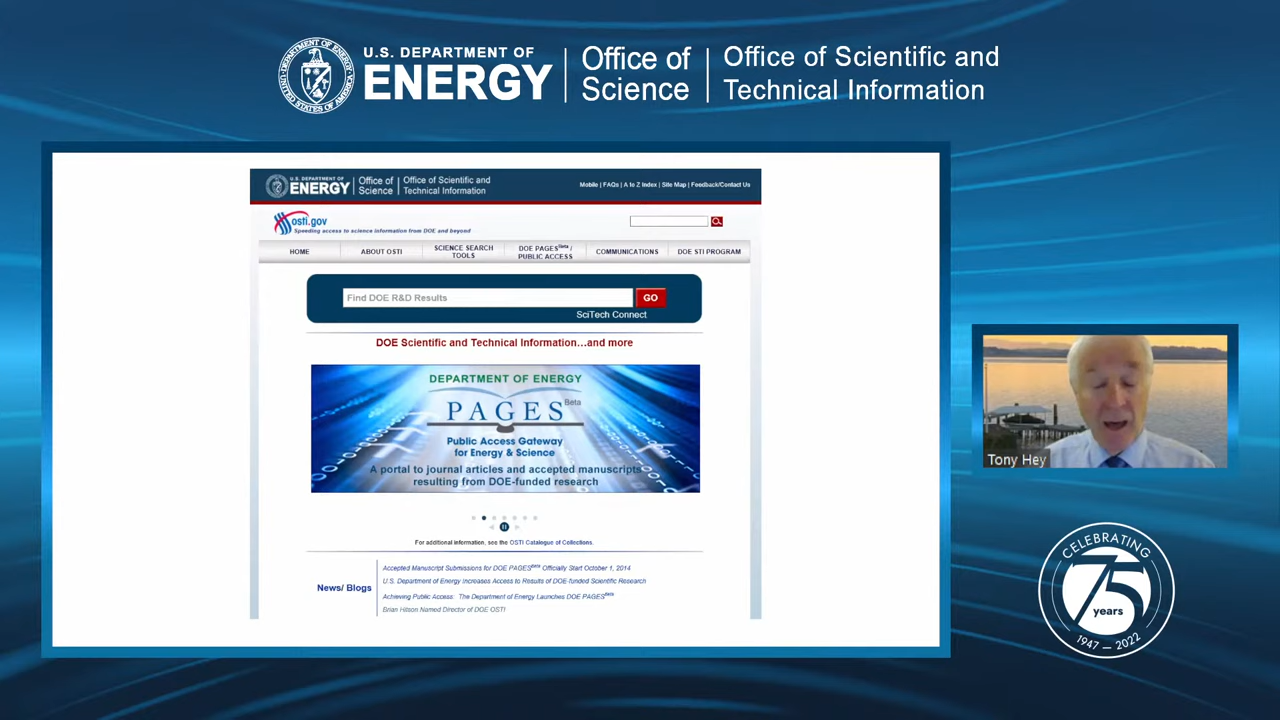 U.S. DEPARTMENT OF
ENERGY
Office of
Science
Office of Scientific and
Technical Information
U.S. DEPARTMENT OF
ENERGY
Office of
Science
Office of Scientific and
Technical Information
Mobile | FAQs | A to Z Index | Site Map | Feedback/Contact Us
osti.gov
Speeding access to science information from DOE and beyond
HOME
ABOUT OSTI
SCIENCE SEARCH
TOOLS
DOE PAGESBeta /
PUBLIC ACCESS
COMMUNICATIONS
DOE STI PROGRAM
Find DOE R&D Results
GO
SciTech Connect
DOE Scientific and Technical Information…and more
DEPARTMENT OF ENERGY
PAGES Beta
Public Access Gateway
for Energy & Science
A portal to journal articles and accepted manuscripts
resulting from DOE-funded research
For additional information, see the OSTI Catalogue of Collections.
News/ Blogs
Accepted Manuscript Submissions for DOE PAGESBeta Officially Start October 1, 2014
U.S. Department of Energy Increases Access to Results of DOE-funded Scientific Research
Achieving Public Access: The Department of Energy Launches DOE PAGESBeta
Brian Hitson Named Director of DOE OSTI
Tony Hey
CELEBRATING
75
years
1947 — 2022